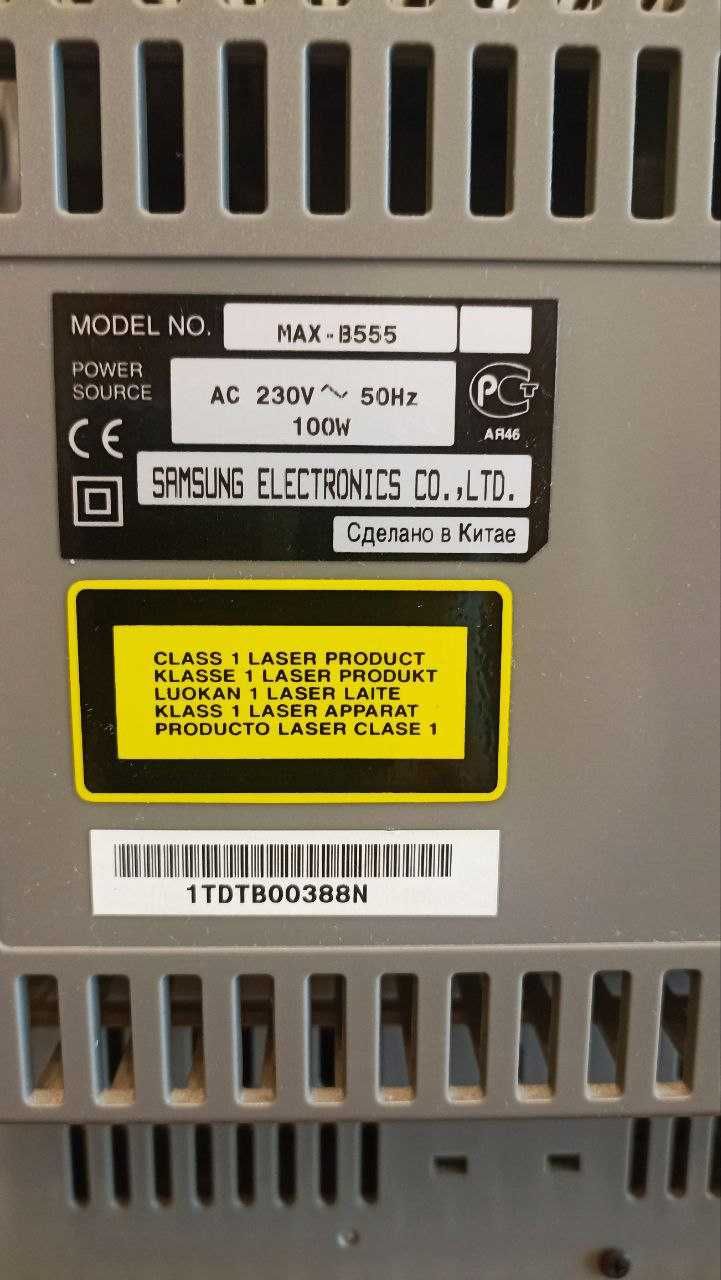 MODEL NO. MAX-B555
POWER
SOURCE
AC 230V ~ 50Hz
100W
CE
PCT
АЯ46
SAMSUNG ELECTRONICS CO.,LTD.
Сделано в Китае
CLASS 1 LASER PRODUCT
KLASSE 1 LASER PRODUKT
LUOKAN 1 LASER LAITE
KLASS 1 LASER APPARAT
PRODUCTO LASER CLASE 1
1TDTB00388N